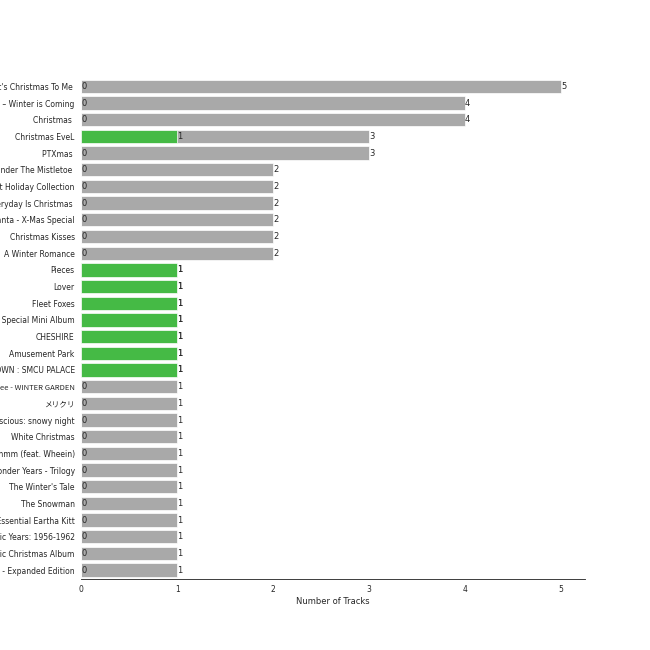 's Christmas To Me 0 5
– Winter is Coming 0 4
Christmas 0 4
Christmas EveL 1 3
PTXmas 0 3
nder The Mistletoe 0 2
t Holiday Collection 0 2
eryday Is Christmas 0 2
anta - X-Mas Special 0 2
Christmas Kisses 0 2
A Winter Romance 0 2
Pieces 1
Lover 1
Fleet Foxes 1
Special Mini Album 1
CHESHIRE 1
Amusement Park 1
OWN : SMCU PALACE 1
ee - WINTER GARDEN 0 1
メリクリ 0 1
scious: snowy night 0 1
White Christmas 0 1
mm (feat. Wheein) 0 1
onder Years - Trilogy 0 1
The Winter's Tale 0 1
The Snowman 0 1
Essential Eartha Kitt 0 1
ic Years: 1956-1962 0 1
ic Christmas Album 0 1
- Expanded Edition 0 1
0 1 2 3 4 5
Number of Tracks